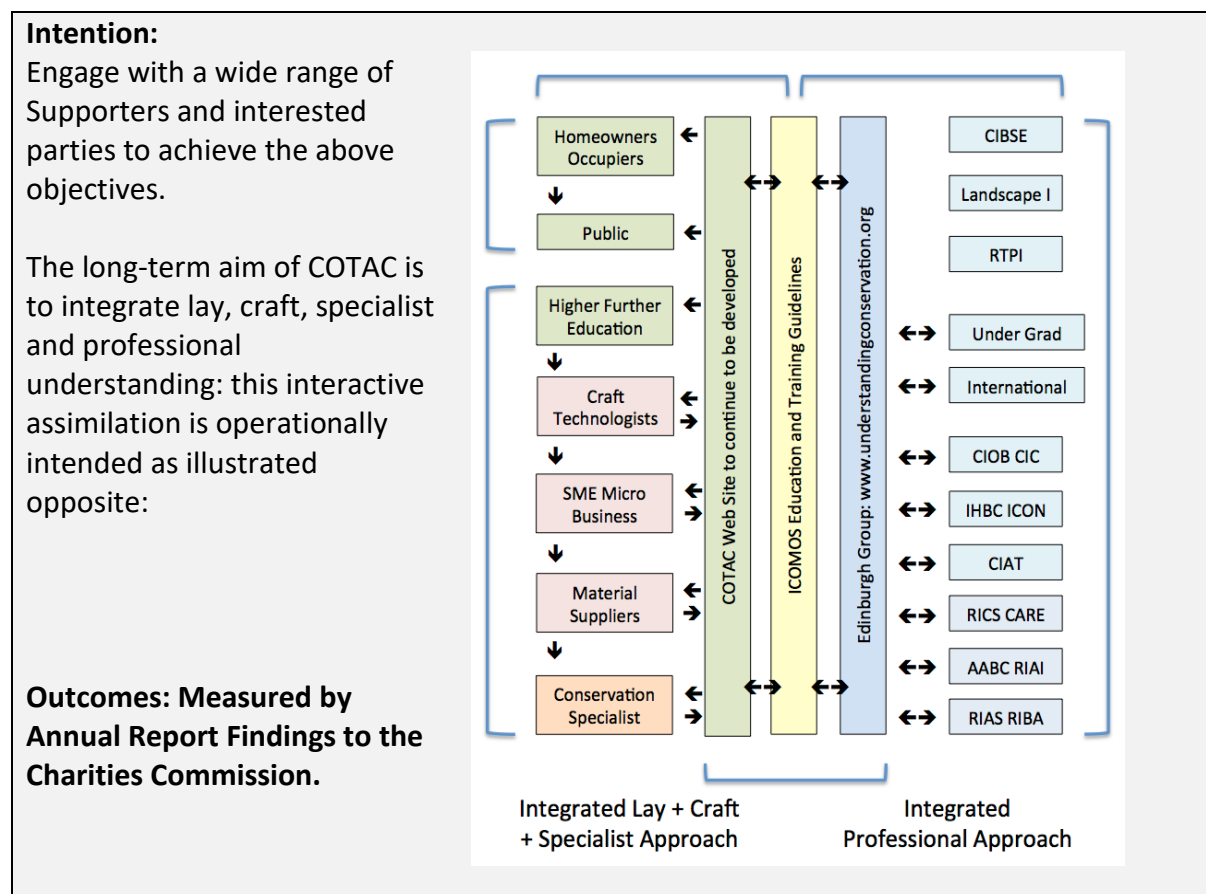 Intention:
Engage with a wide range of
Supporters and interested
parties to achieve the above
objectives.
The long-term aim of COTAC is
to integrate lay, craft, specialist
and professional
understanding: this interactive
assimilation is operationally
intended as illustrated
opposite:
Outcomes: Measured by
Annual Report Findings to the
Charities Commission.
Homeowners
Occupiers
Public
Higher Further
Education
Craft
Technologists
SME Micro
Business
Material
Suppliers
Conservation
Specialist
COTAC Web Site to continue to be developed
ICOMOS Education and Training Guidelines
Edinburgh Group: www.understandingconservation.org
CIBSE
Landscape I
RTPI
Under Grad
International
CIOB CIC
IHBC ICON
CIAT
RICS CARE
AABC RIAI
RIAS RIBA
Integrated Lay + Craft
+ Specialist Approach
Integrated
Professional Approach